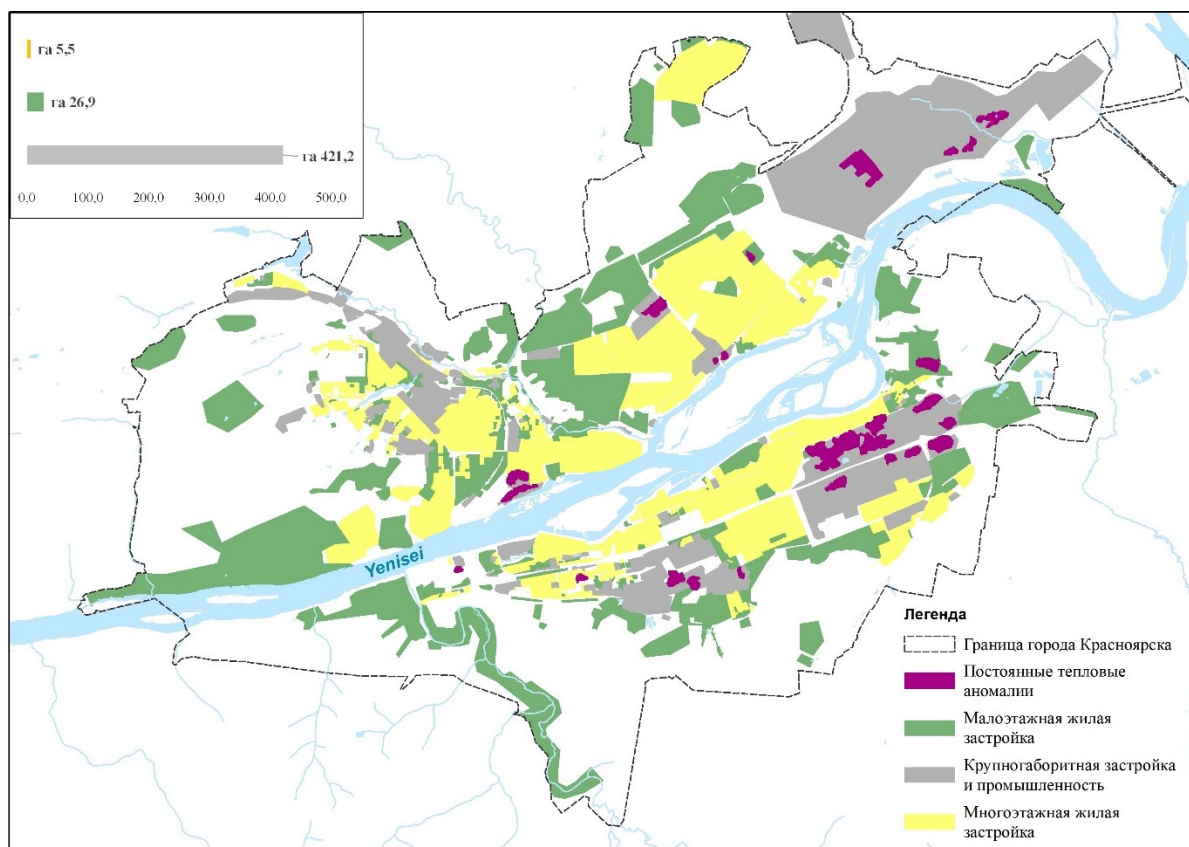 га 5,5
га 26,9
га 421,2
0,0 100,0 200,0 300,0 400,0 500,0
Yenisei
Легенда
Граница города Красноярска
Постоянные тепловые
аномалии
Малоэтажная жилая
застройка
Крупногаборитная застройка
и промышленность
Многоэтажная жилая
застройка